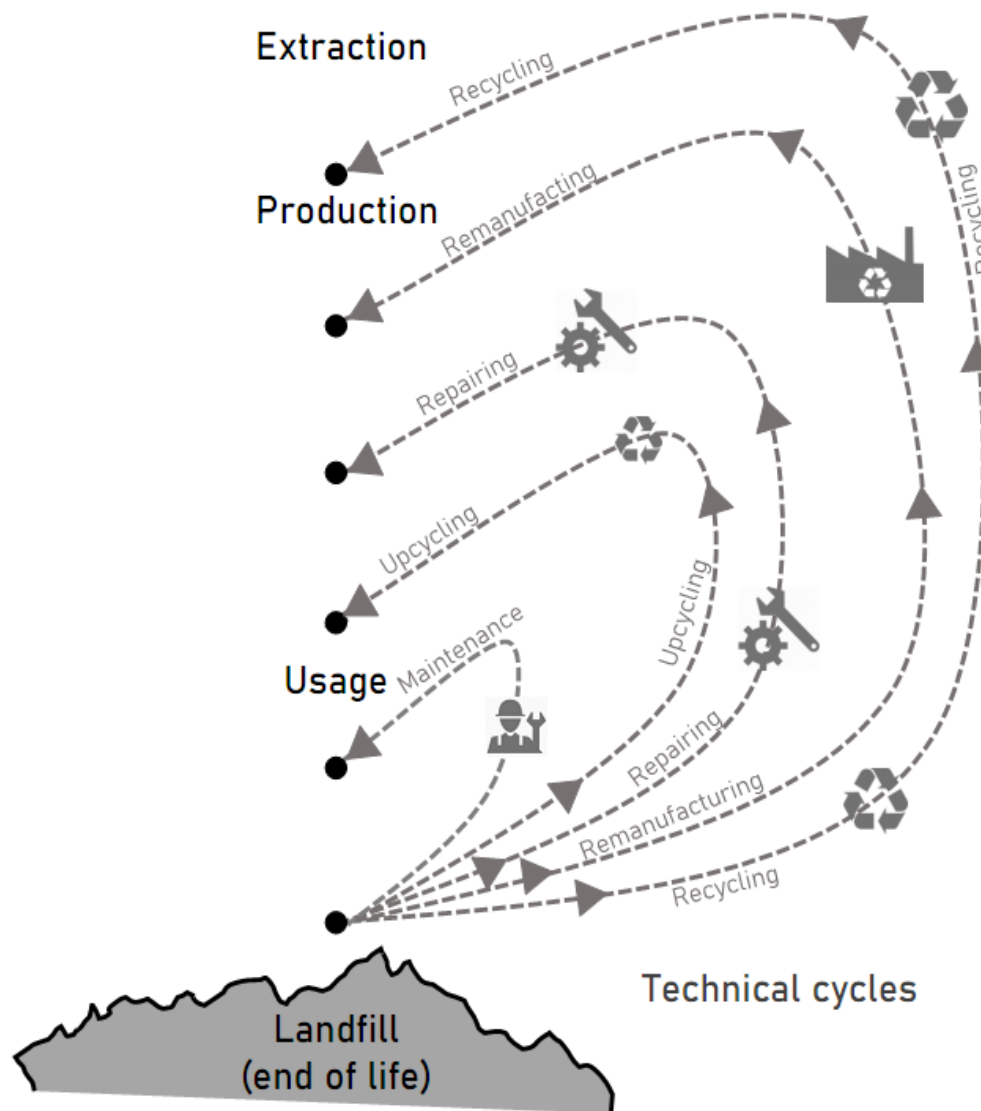 Extraction
Recycling
Recycling
Production
Remanufacting
Repairing
Upcycling
Upcycling
Maintenance
Usage
Repairing
Remanufacturing
Recycling
Technical cycles
Landfill
(end of life)